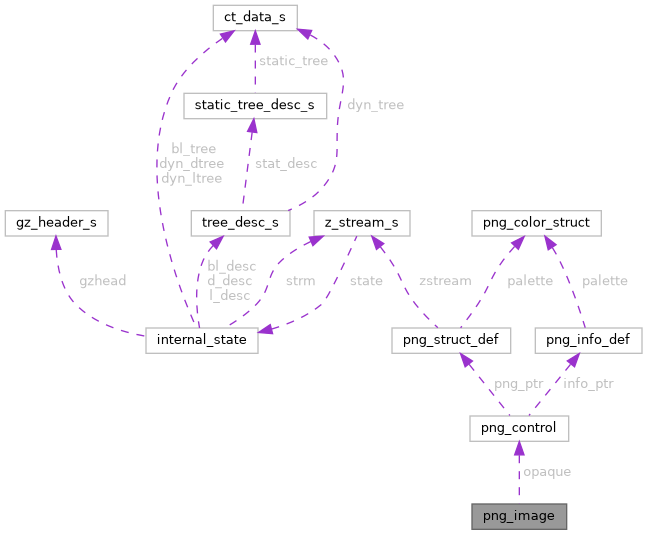 ct_data_s
static_tree
static_tree_desc_s
dyn_tree
bl_tree
dyn_dtree
dyn_ltree
stat_desc
gz_header_s
tree_desc_s
z_stream_s
png_color_struct
gzhead
bl_desc
d_desc
l_desc
strm
state
zstream
palette
palette
internal_state
png_struct_def
png_info_def
png_ptr
info_ptr
png_control
opaque
png_image